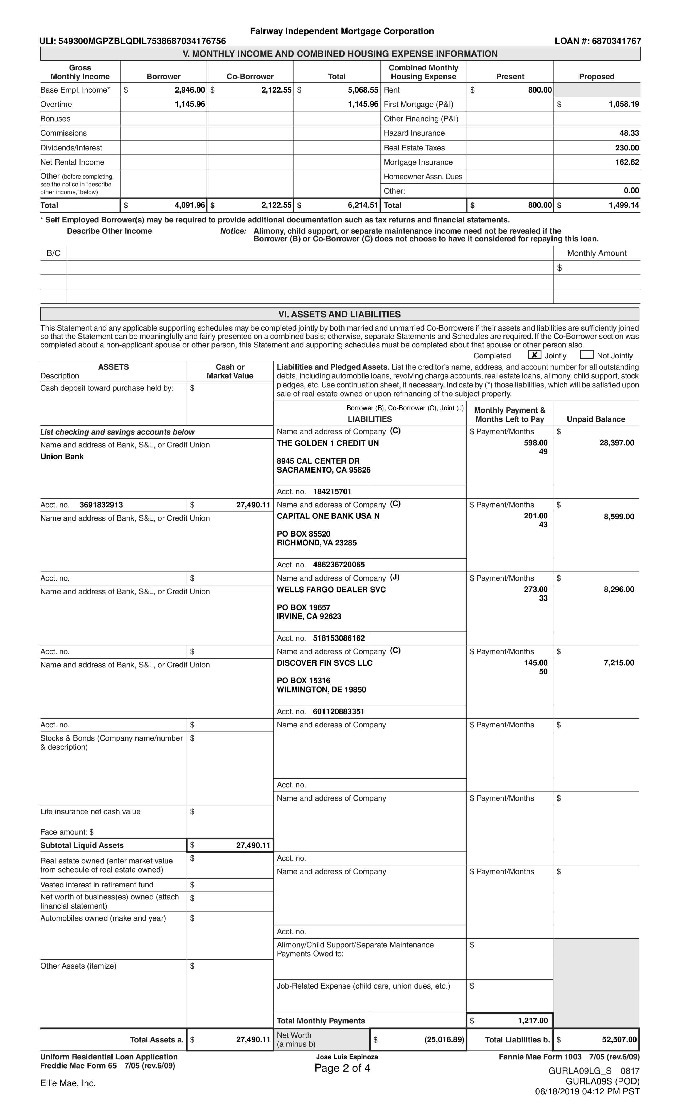 Fairway Independent Mortgage Corporation
ULI: 549300MGPZBLQDIL7538687034176756 LOAN #: 6870341767
V. MONTHLY INCOME AND COMBINED HOUSING EXPENSE INFORMATION
Gross Monthly Income Borrower Co-Borrower Total Combined Monthly Housing Expense Present Proposed
Base Empl. Income* $ 2,946.00 $ 2,122.55 $ 5,068.55 Rent $ 800.00
Overtime 1,145.96 1,145.96 First Mortgage (P&I) $ 1,058.19
Bonuses Other Financing (P&I)
Commissions Hazard Insurance 48.33
Dividends/Interest Real Estate Taxes 230.00
Net Rental Income Mortgage Insurance 162.62
Other (before completing, Homeowner Assn. Dues
see the notice in "describe
other income," below) Other: 0.00
Total $ 4,091.96 $ 2,122.55 $ 6,214.51 Total $ 800.00 $ 1,499.14
* Self Employed Borrower(s) may be required to provide additional documentation such as tax returns and financial statements.
Describe Other Income Notice: Alimony, child support, or separate maintenance income need not be revealed if the
Borrower (B) or Co-Borrower (C) does not choose to have it considered for repaying this loan.
B/C Monthly Amount
$
VI. ASSETS AND LIABILITIES
This Statement and any applicable supporting schedules may be completed jointly by both married and unmarried Co-Borrowers if their assets and liabilities are sufficiently joined
so that the Statement can be meaningfully and fairly presented on a combined basis; otherwise, separate Statements and Schedules are required. If the Co-Borrower section was
completed about a non-applicant spouse or other person, this Statement and supporting schedules must be completed about that spouse or other person also.
Completed X Jointly Not Jointly
ASSETS Cash or Market Value
Description
Cash deposit toward purchase held by: $
Liabilities and Pledged Assets. List the creditor's name, address, and account number for all outstanding
debts, including automobile loans, revolving charge accounts, real estate loans, alimony, child support, stock
pledges, etc. Use continuation sheet, if necessary. Indicate by (*) those liabilities, which will be satisfied upon
sale of real estate owned or upon refinancing of the subject property.
Borrower (B), Co-Borrower (C), Joint (J)
LIABILITIES Monthly Payment & Months Left to Pay Unpaid Balance
List checking and savings accounts below Name and address of Company (C) $ Payment/Months $
Name and address of Bank, S&L, or Credit Union THE GOLDEN 1 CREDIT UN 598.00 28,397.00
Union Bank 49
8945 CAL CENTER DR
SACRAMENTO, CA 95826
Acct. no. 184215701
Acct. no. 3691832913 $ 27,490.11 Name and address of Company (C) $ Payment/Months $
Name and address of Bank, S&L, or Credit Union CAPITAL ONE BANK USA N 201.00 8,599.00
43
PO BOX 85520
RICHMOND, VA 23285
Acct. no. 486236720065
Acct. no. $ Name and address of Company (J) $ Payment/Months $
Name and address of Bank, S&L, or Credit Union WELLS FARGO DEALER SVC 273.00 8,296.00
33
PO BOX 19657
IRVINE, CA 92623
Acct. no. 518153086162
Acct. no. $ Name and address of Company (C) $ Payment/Months $
Name and address of Bank, S&L, or Credit Union DISCOVER FIN SVCS LLC 145.00 7,215.00
50
PO BOX 15316
WILMINGTON, DE 19850
Acct. no. 601120883351
Acct. no. $ Name and address of Company $ Payment/Months $
Stocks & Bonds (Company name/number $
& description)
Acct. no.
Name and address of Company $ Payment/Months $
Life insurance net cash value $
Face amount: $
Subtotal Liquid Assets $ 27,490.11
Real estate owned (enter market value $ Acct. no.
from schedule of real estate owned) Name and address of Company $ Payment/Months $
Vested interest in retirement fund $
Net worth of business(es) owned (attach $
financial statement)
Automobiles owned (make and year) $
Acct. no.
Alimony/Child Support/Separate Maintenance $
Payments Owed to:
Other Assets (itemize) $
Job-Related Expense (child care, union dues, etc.) $
Total Monthly Payments $ 1,217.00
Total Assets a. $ 27,490.11 Net Worth (a minus b) $ (25,016.89) Total Liabilities b. $ 52,507.00
Uniform Residential Loan Application Jose Luis Espinoza Fannie Mae Form 1003 7/05 (rev.6/09)
Freddie Mac Form 65 7/05 (rev.6/09) Page 2 of 4
GURLA09LG_S 0817
Ellie Mae, Inc. GURLA09S (POD)
06/18/2019 04:12 PM PST